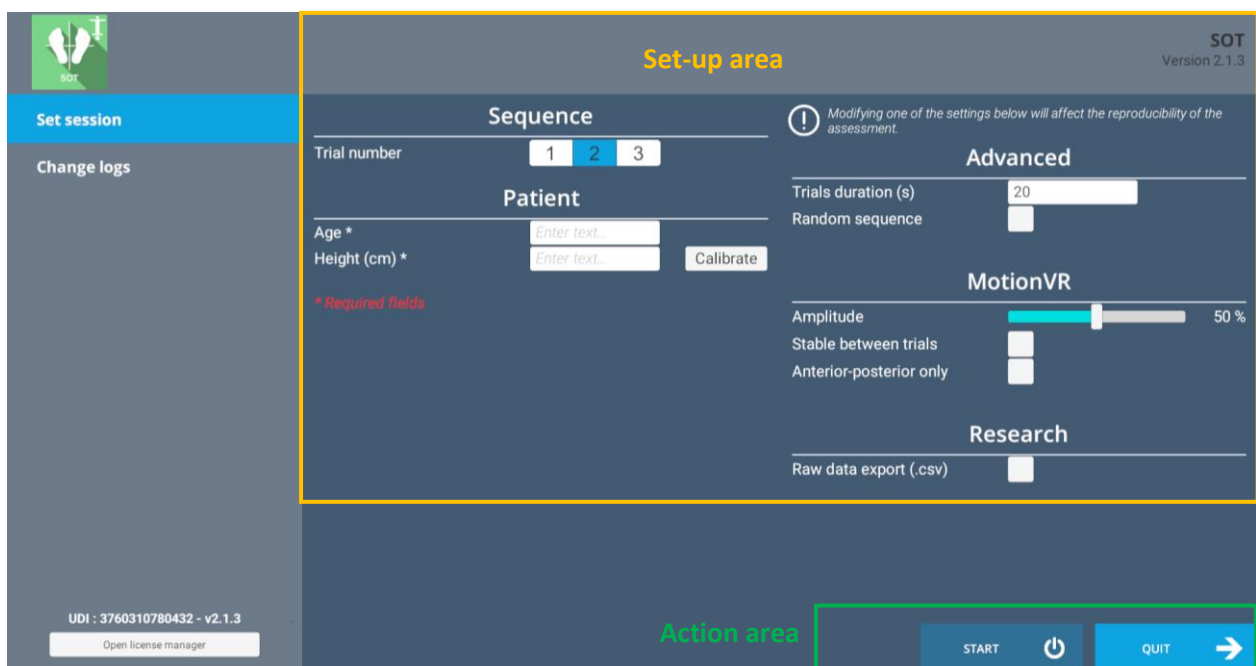 SOT
Set-up area
SOT
Version 2.1.3
Set session
Change logs
Sequence
Trial number 1 2 3
Patient
Age * Enter text...
Height (cm) * Enter text... Calibrate
* Required fields
Modifying one of the settings below will affect the reproducibility of the
assessment.
Advanced
Trials duration (s) 20
Random sequence
MotionVR
Amplitude 50 %
Stable between trials
Anterior-posterior only
Research
Raw data export (.csv)
UDI : 3760310780432 - v2.1.3
Open license manager
Action area
START QUIT